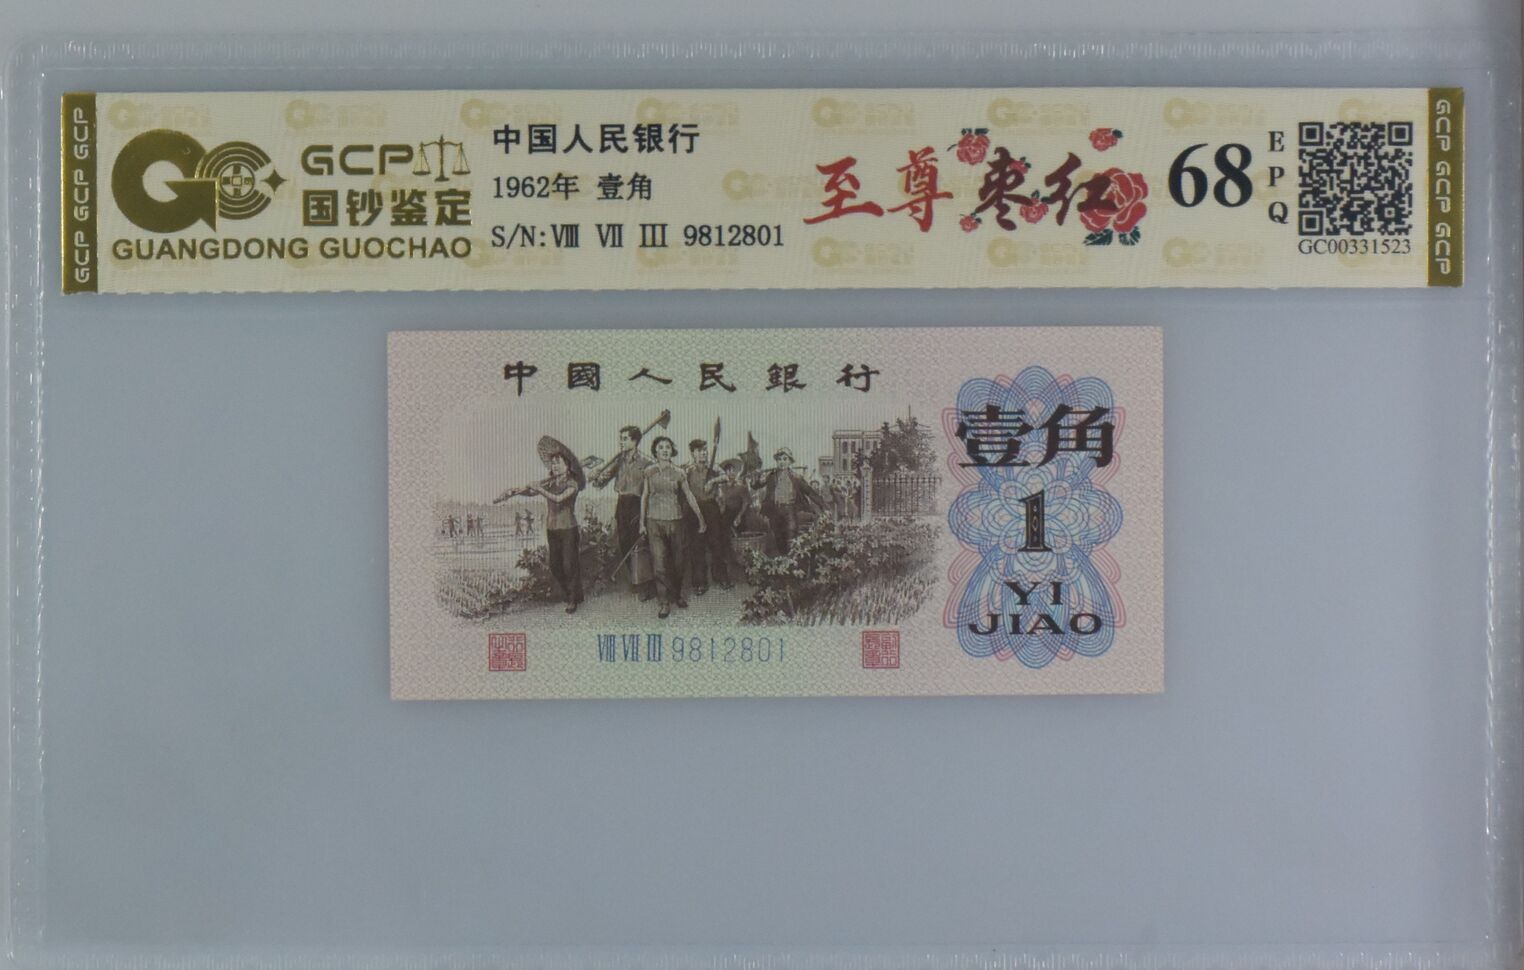 GCP GCP GCP
GCP
国钞鉴定
GUANGDONG GUOCHAO
中国人民银行
1962年 壹角
S/N:Ⅷ Ⅶ Ⅲ 9812801
至尊枣红
68
EPQ
GC00331523
GCP GCP GCP
中國人民銀行
壹角
1
YI
JIAO
Ⅷ Ⅶ Ⅲ 9812801